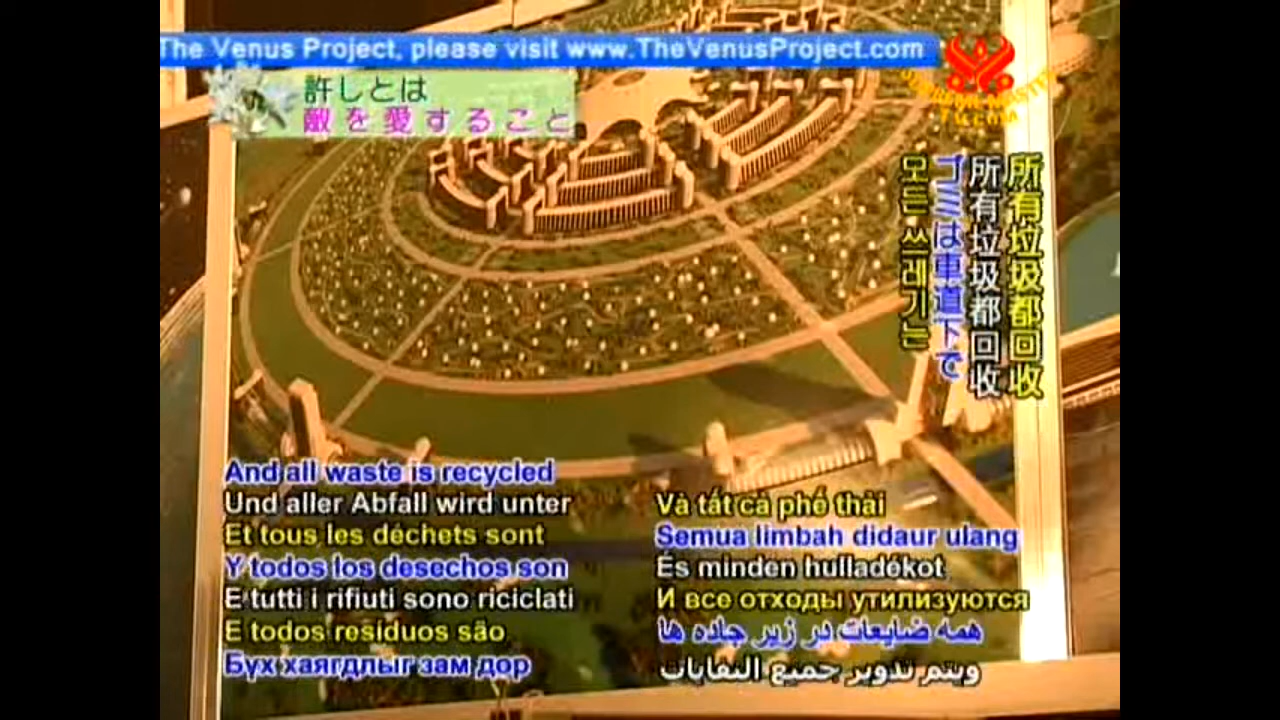 The Venus Project, please visit www.TheVenusProject.com
許しとは
敵を愛すること
SUPREME MASTER
TELEVISION
所有垃圾都回收
所有垃圾都回收
ゴミは車道下で
모든 쓰레기는
And all waste is recycled
Und aller Abfall wird unter
Et tous les déchets sont
Y todos los desechos son
E tutti i rifiuti sono riciclati
E todos resíduos são
Бүх хаягдлыг зам дор
Và tất cả phế thải
Semua limbah didaur ulang
És minden hulladékot
И все отходы утилизуются
همه ضایعات در زیر جاده ها
ويتم تدوير جميع النفايات